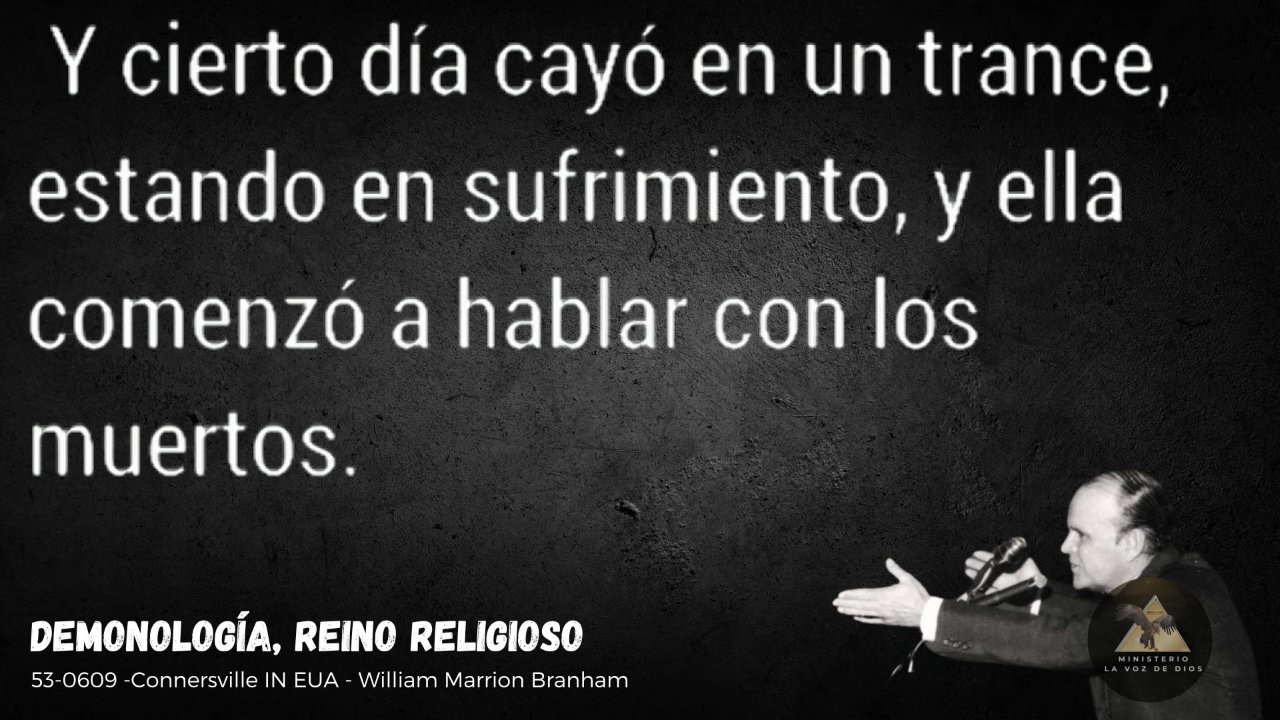 Y cierto día cayó en un trance,
estando en sufrimiento, y ella
comenzó a hablar con los
muertos.
DEMONOLOGÍA, REINO RELIGIOSO
53-0609 -Connersville IN EUA - William Marrion Branham
MINISTERIO
LA VOZ DE DIOS